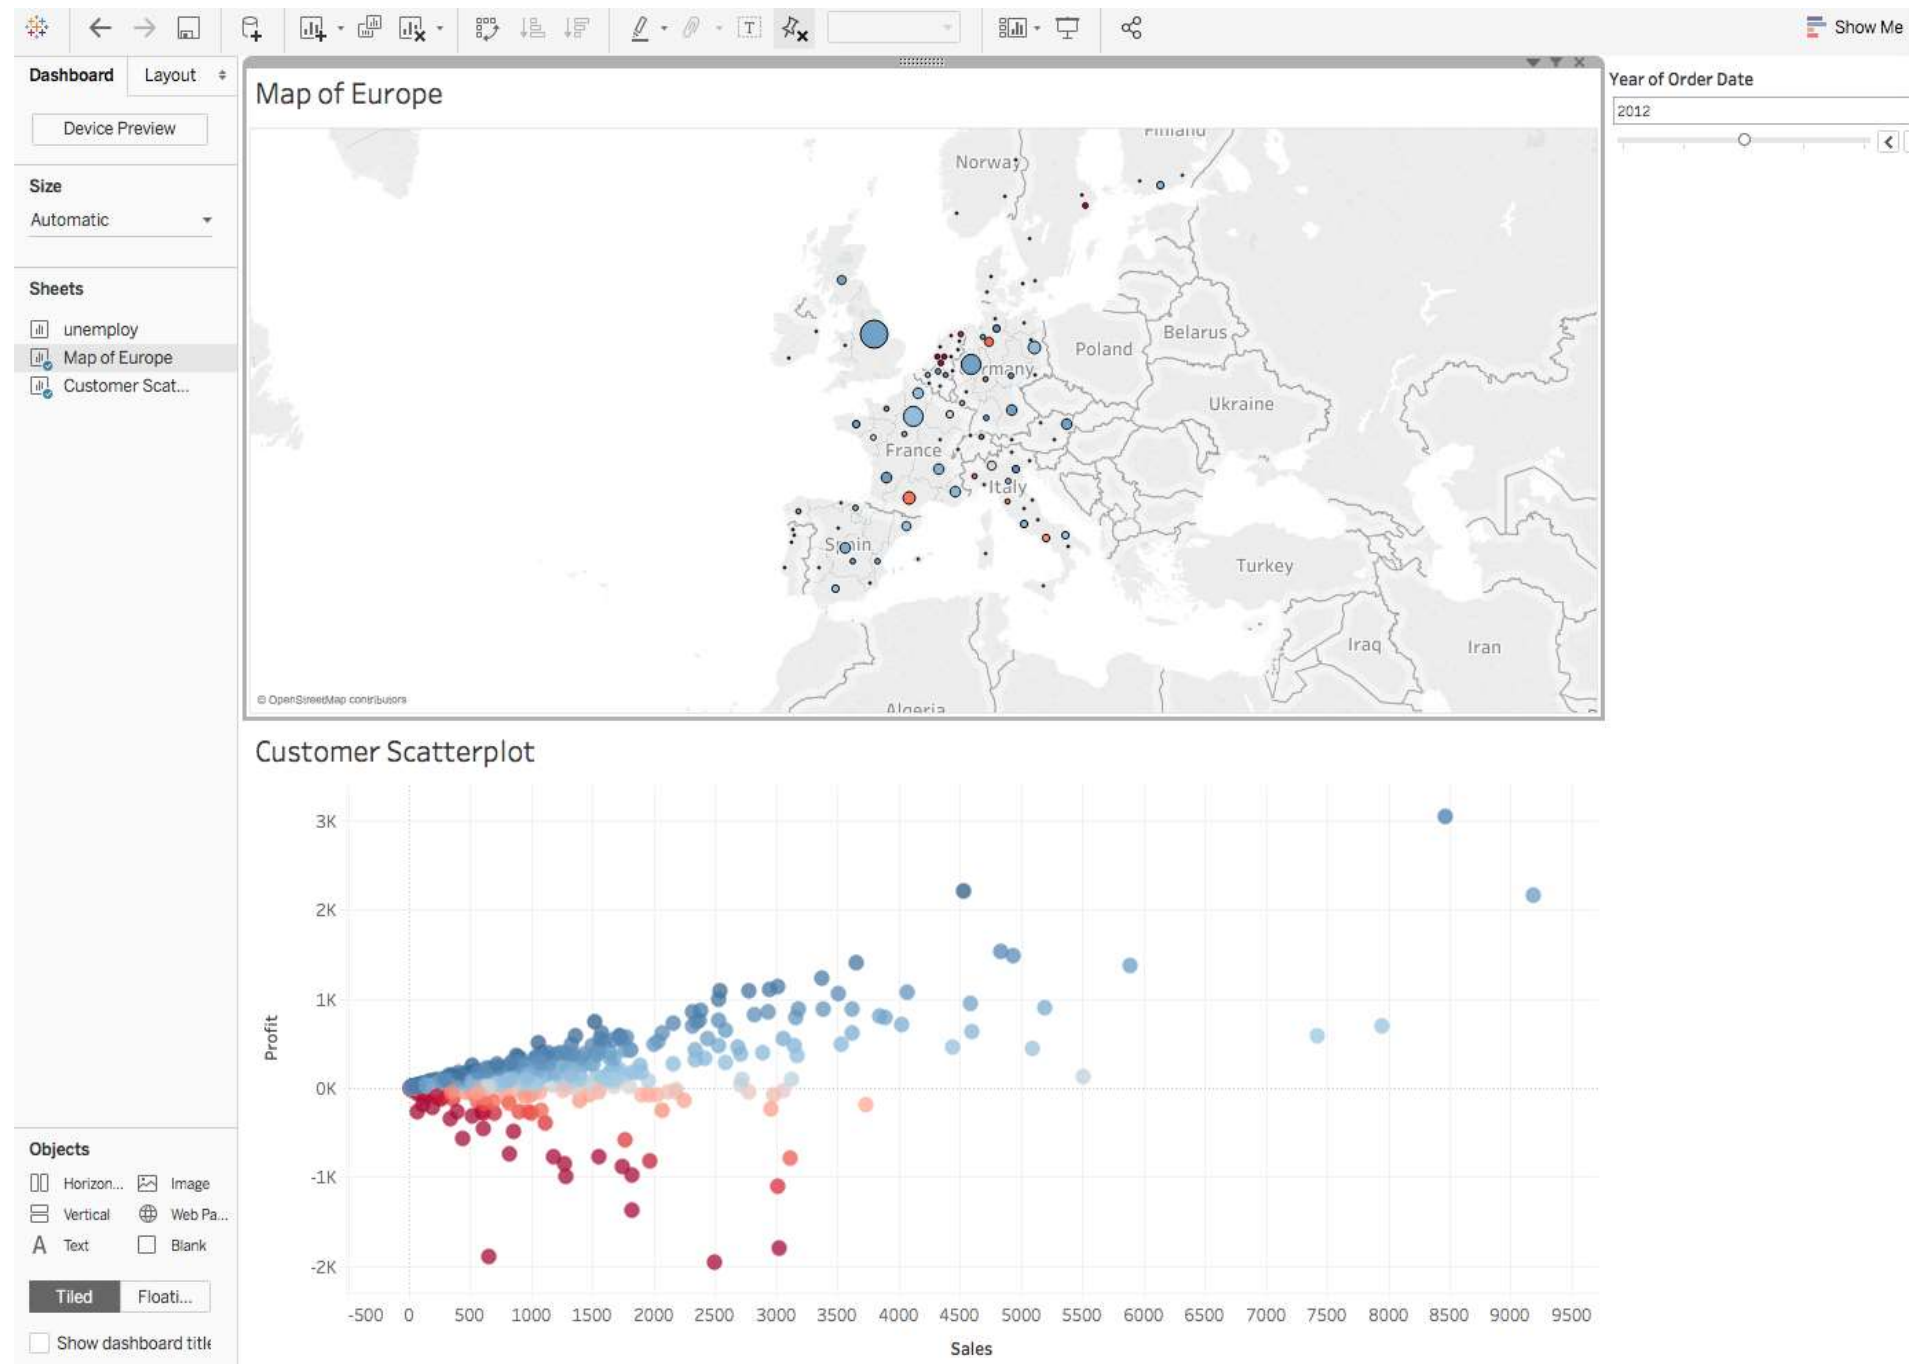 Show Me
Dashboard
Layout
Device Preview
Size
Automatic
Sheets
unemploy
Map of Europe
Customer Scat...
Objects
Horizon...
Image
Vertical
Web Pa...
A Text
Blank
Tiled
Floati...
Show dashboard title
Map of Europe
Finland
Norway
Belarus
Poland
rmany
Ukraine
France
Italy
Spain
Turkey
Iraq
Iran
Algeria
© OpenStreetMap contributors
Year of Order Date
2012
Customer Scatterplot
3K
2K
1K
0K
-1K
-2K
Profit
-500 0 500 1000 1500 2000 2500 3000 3500 4000 4500 5000 5500 6000 6500 7000 7500 8000 8500 9000 9500
Sales